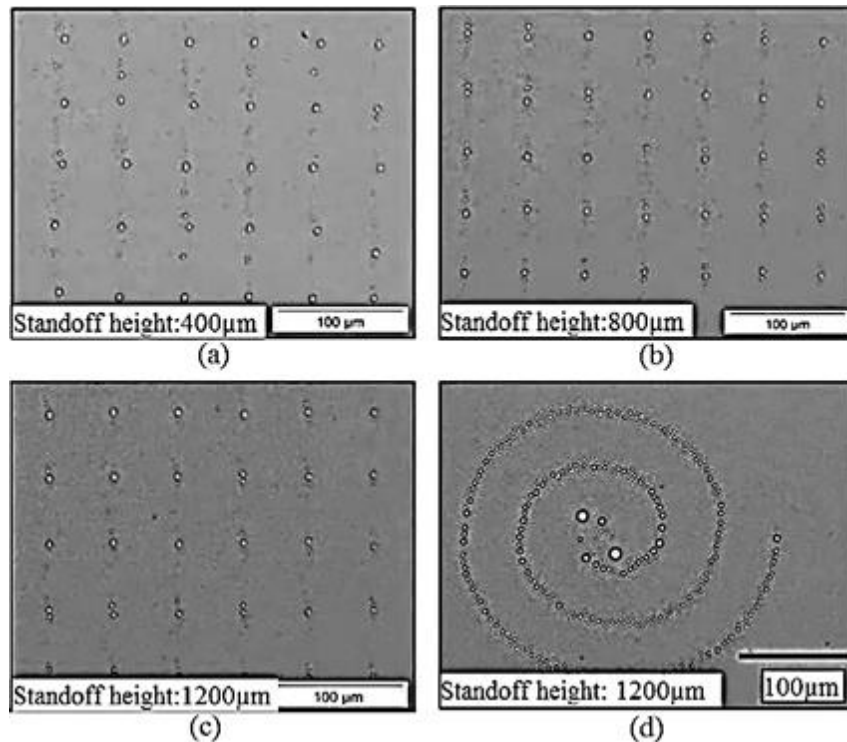 Standoff height:400μm
100 μm
(a)
Standoff height:800μm
100 μm
(b)
Standoff height:1200μm
100 μm
(c)
Standoff height: 1200μm
100μm
(d)